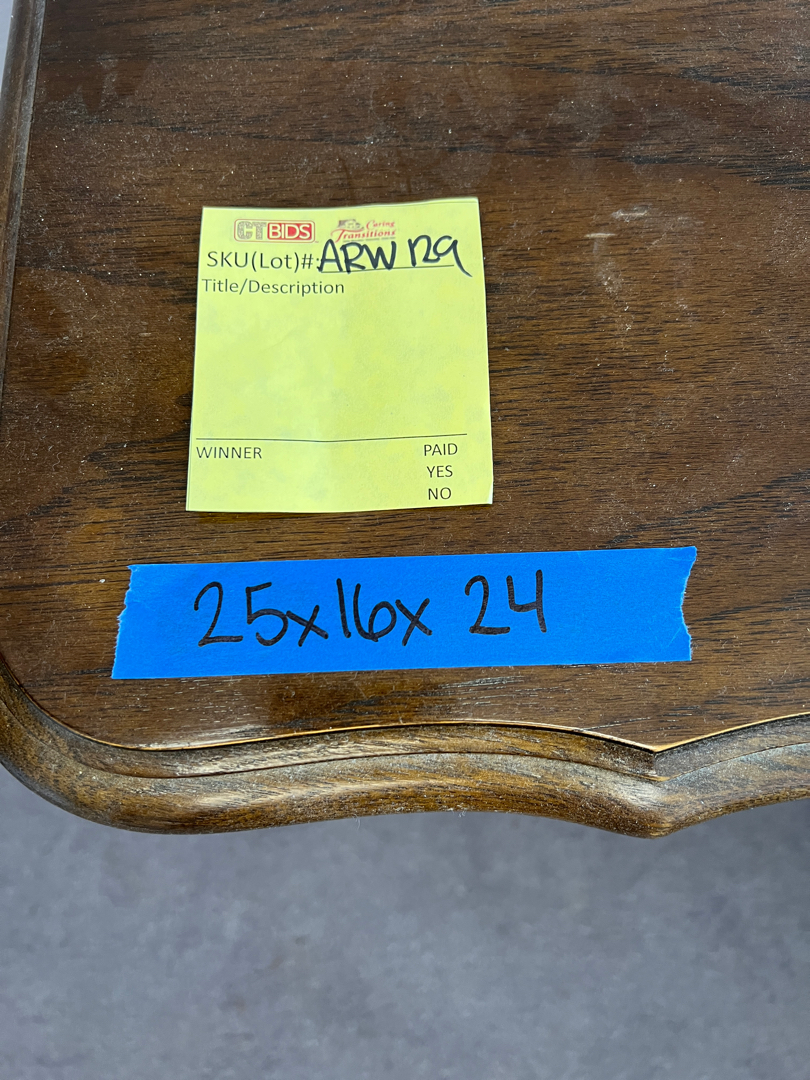 CTBIDS Caring
Transitions
SKU(Lot)#: ARW 129
Title/Description
WINNER PAID
YES
NO
25x16x 24